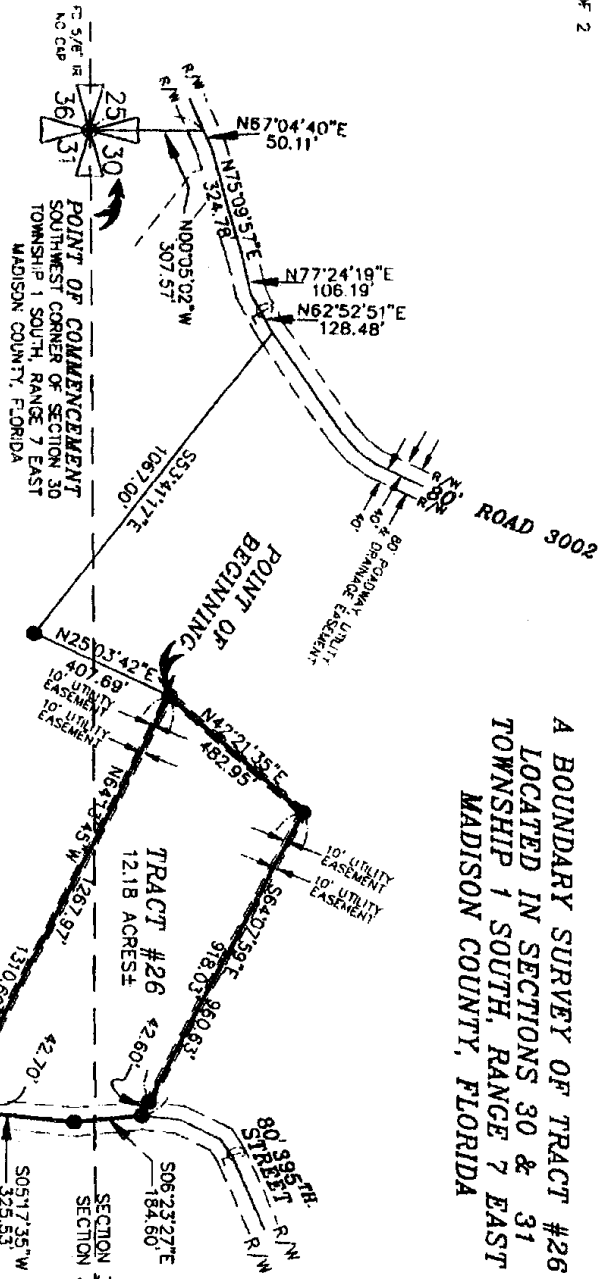 A BOUNDARY SURVEY OF TRACT #26
LOCATED IN SECTIONS 30 & 31
TOWNSHIP 1 SOUTH, RANGE 7 EAST
MADISON COUNTY, FLORIDA
F 2
N67°04'40"E
50.11'
N75°09'57"E
324.78
N77°24'19"E
106.19'
N62°52'51"E
128.48'
R/W
R/W
R/W
80'
R/W
ROAD 3002
40'
40'
80' ROADWAY, UTILITY
& DRAINAGE EASEMENT
N00°05'02"W
307.57'
5/8" IR
NO CAP
25
30
36
31
POINT OF COMMENCEMENT
SOUTHWEST CORNER OF SECTION 30
TOWNSHIP 1 SOUTH, RANGE 7 EAST
MADISON COUNTY, FLORIDA
S53°41'17"E
1067.00'
POINT OF
BEGINNING
N25°03'42"E
407.69'
10' UTILITY
EASEMENT
10' UTILITY
EASEMENT
N42°21'35"E
482.95'
10' UTILITY
EASEMENT
10' UTILITY
EASEMENT
S64°07'59"E
918.03'
960.63'
TRACT #26
12.18 ACRES±
1267.97'
42.60'
42.70'
80' 395TH.
STREET
R/W
R/W
S06°23'27"E
184.60'
SECTION
SECTION
S05°17'35"W